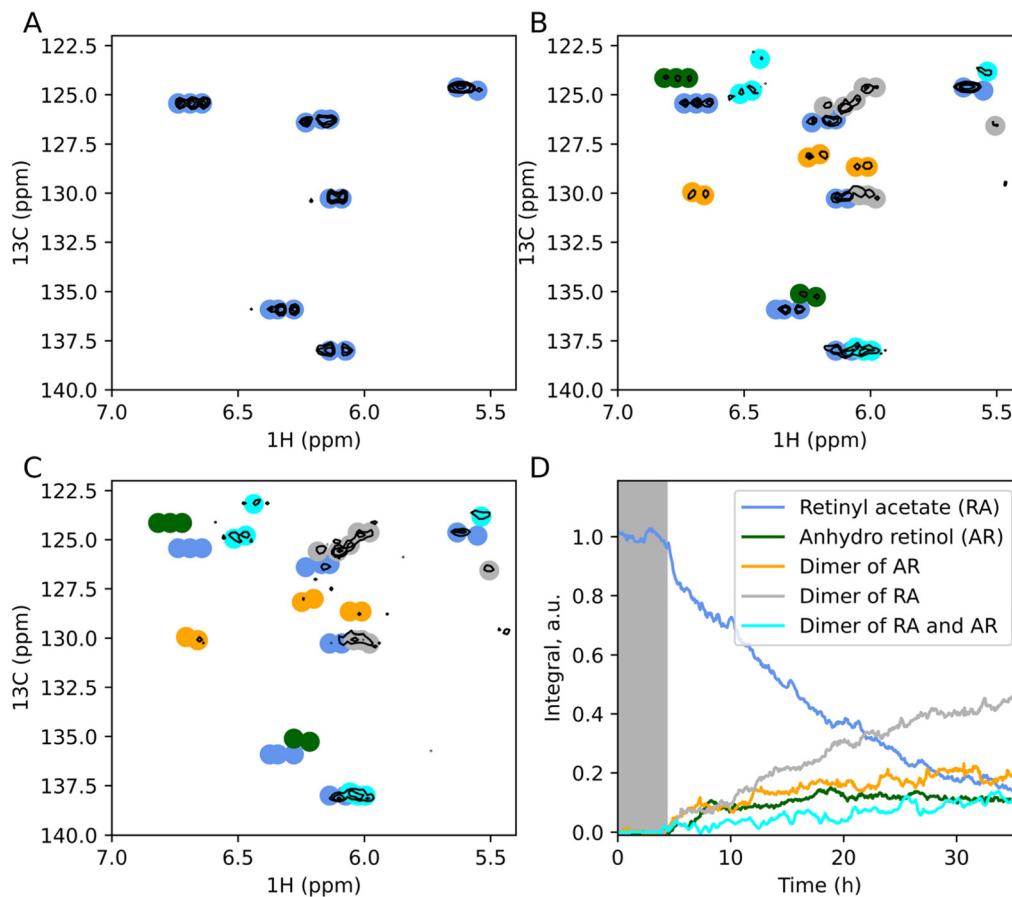 A
122.5
125.0
127.5
130.0
132.5
135.0
137.5
140.0
13C (ppm)
7.0 6.5 6.0 5.5
1H (ppm)
B
122.5
125.0
127.5
130.0
132.5
135.0
137.5
140.0
13C (ppm)
7.0 6.5 6.0 5.5
1H (ppm)
C
122.5
125.0
127.5
130.0
132.5
135.0
137.5
140.0
13C (ppm)
7.0 6.5 6.0 5.5
1H (ppm)
D
Retinyl acetate (RA)
Anhydro retinol (AR)
Dimer of AR
Dimer of RA
Dimer of RA and AR
1.0
0.8
0.6
0.4
0.2
0.0
Integral, a.u.
0 10 20 30
Time (h)